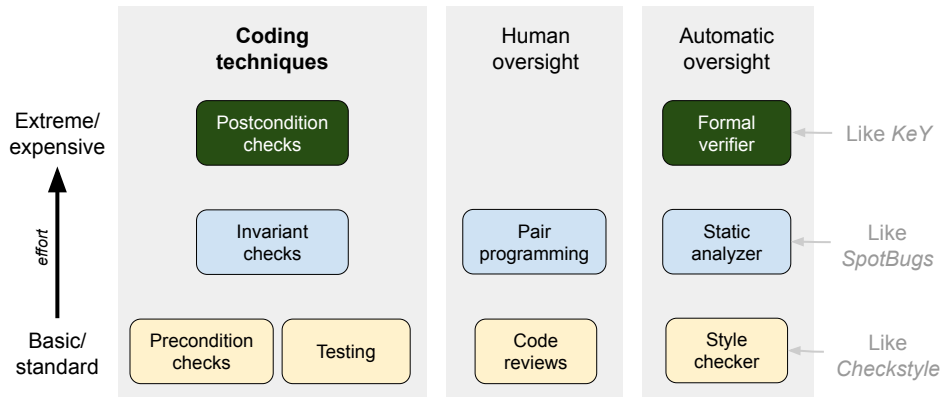 Coding
techniques
Human
oversight
Automatic
oversight
Extreme/
expensive
Postcondition
checks
Formal
verifier
Like KeY
effort
Invariant
checks
Pair
programming
Static
analyzer
Like
SpotBugs
Basic/
standard
Precondition
checks
Testing
Code
reviews
Style
checker
Like
Checkstyle